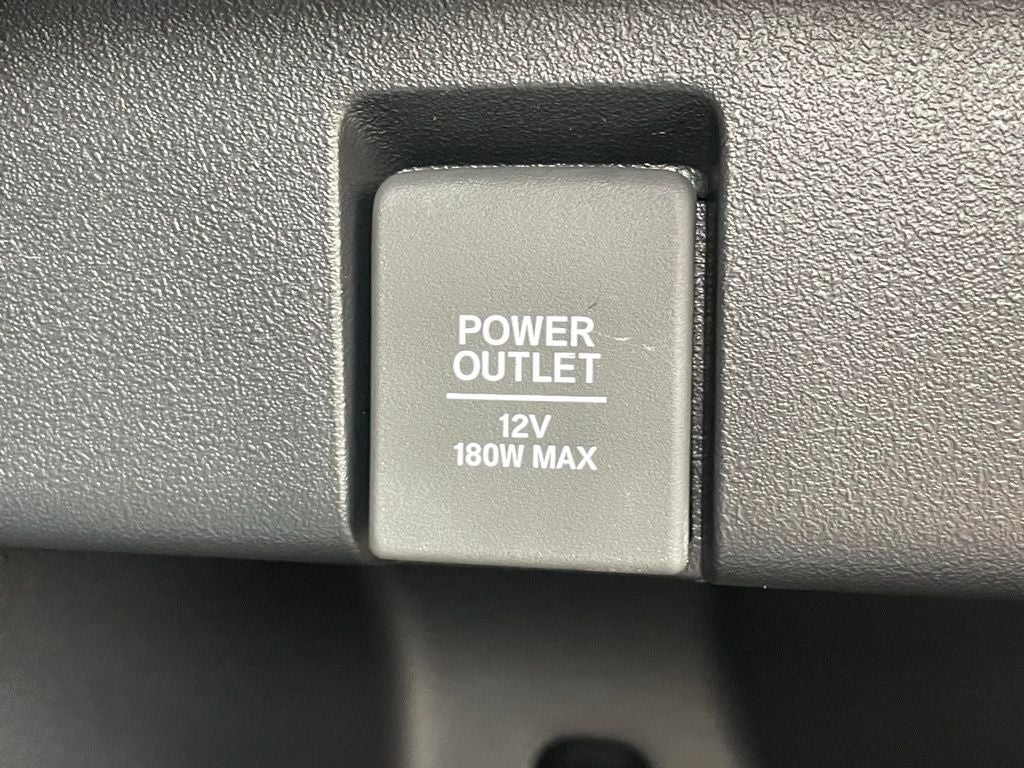 POWER
OUTLET
12V
180W MAX